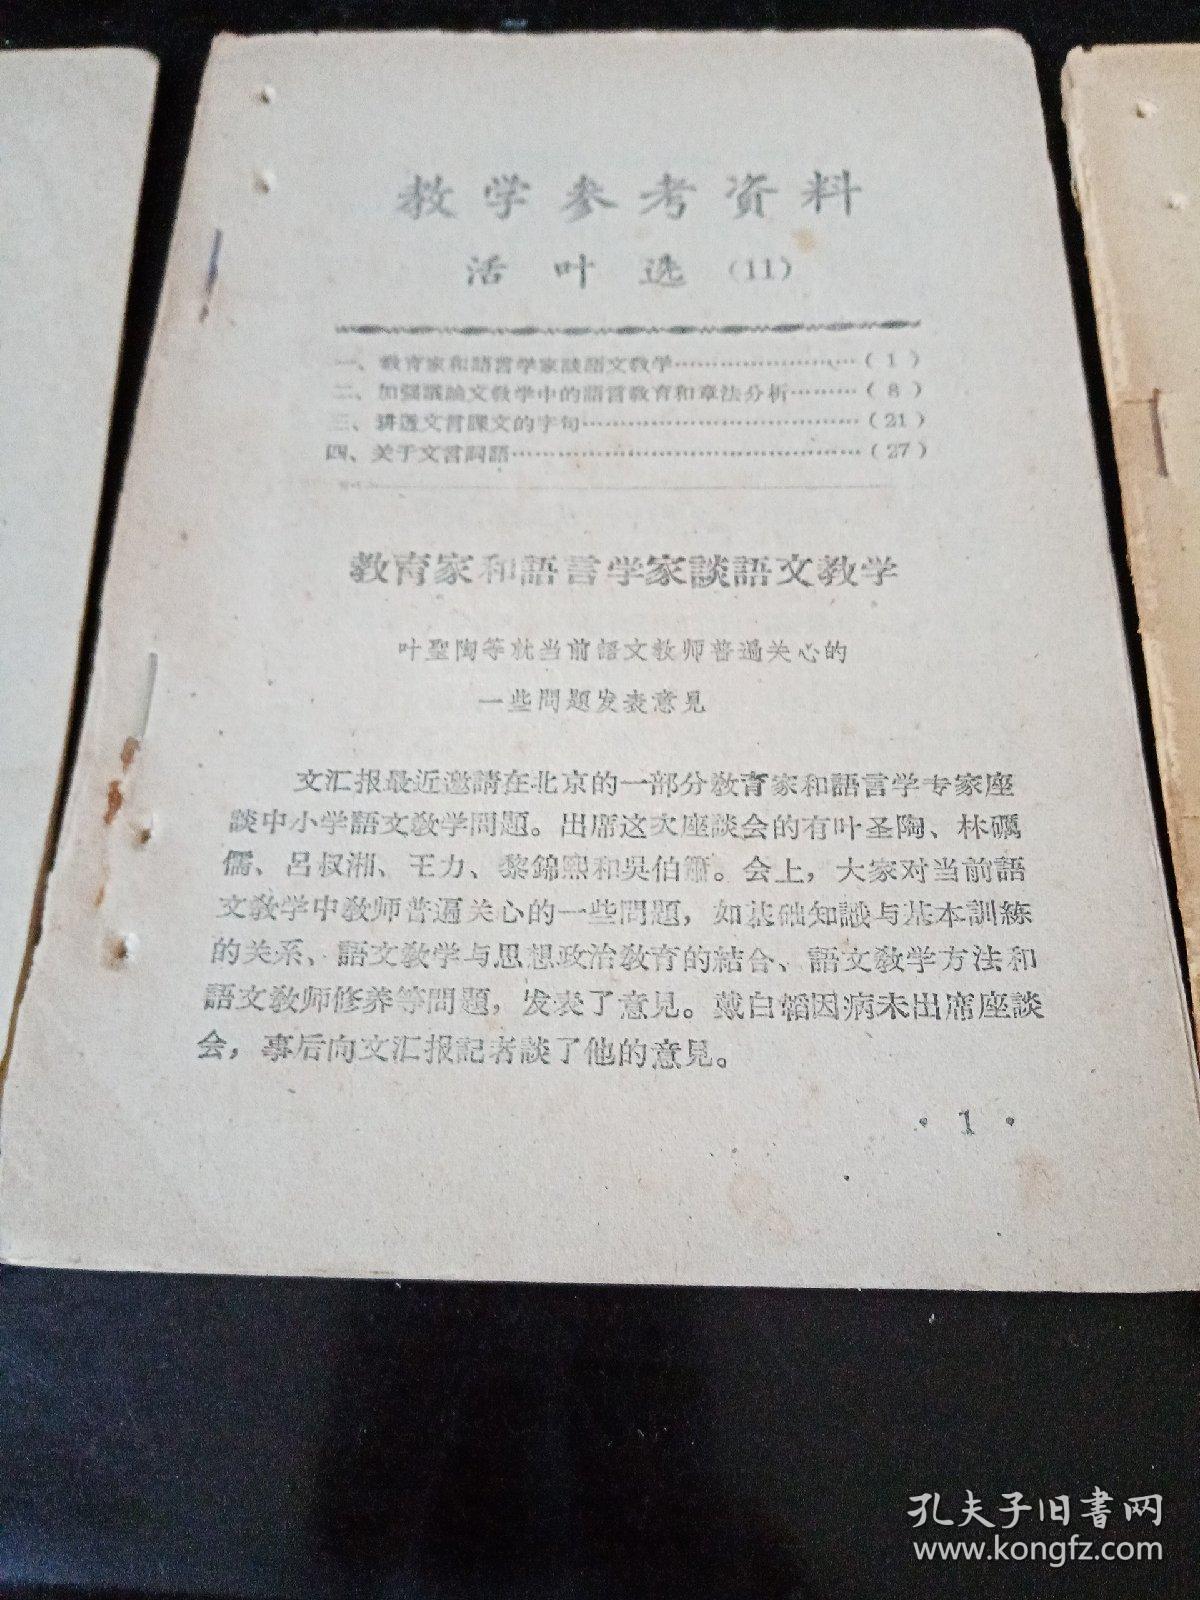 教学参考資料
活叶选（11）
一、教育家和語言学家談語文教学……………………（1）
二、加强議論文教学中的語言教育和章法分析………（8）
三、講透文言課文的字句………………………………（21）
四、关于文言詞語………………………………………（27）
教育家和語言学家談語文教学
叶聖陶等就当前語文教师普遍关心的
一些問題发表意見
文汇报最近邀請在北京的一部分教育家和語言学专家座
談中小学語文教学問題。出席这次座談会的有叶圣陶、林礪
儒、吕叔湘、王力、黎錦熙和吳伯簫。会上，大家对当前語
文教学中教师普遍关心的一些問題，如基础知識与基本訓練
的关系、語文教学与思想政治教育的結合、語文教学方法和
語文教师修养等問題，发表了意見。戴白韜因病未出席座談
会，事后向文汇报記者談了他的意見。
·1·
孔夫子旧書网
www.kongfz.com